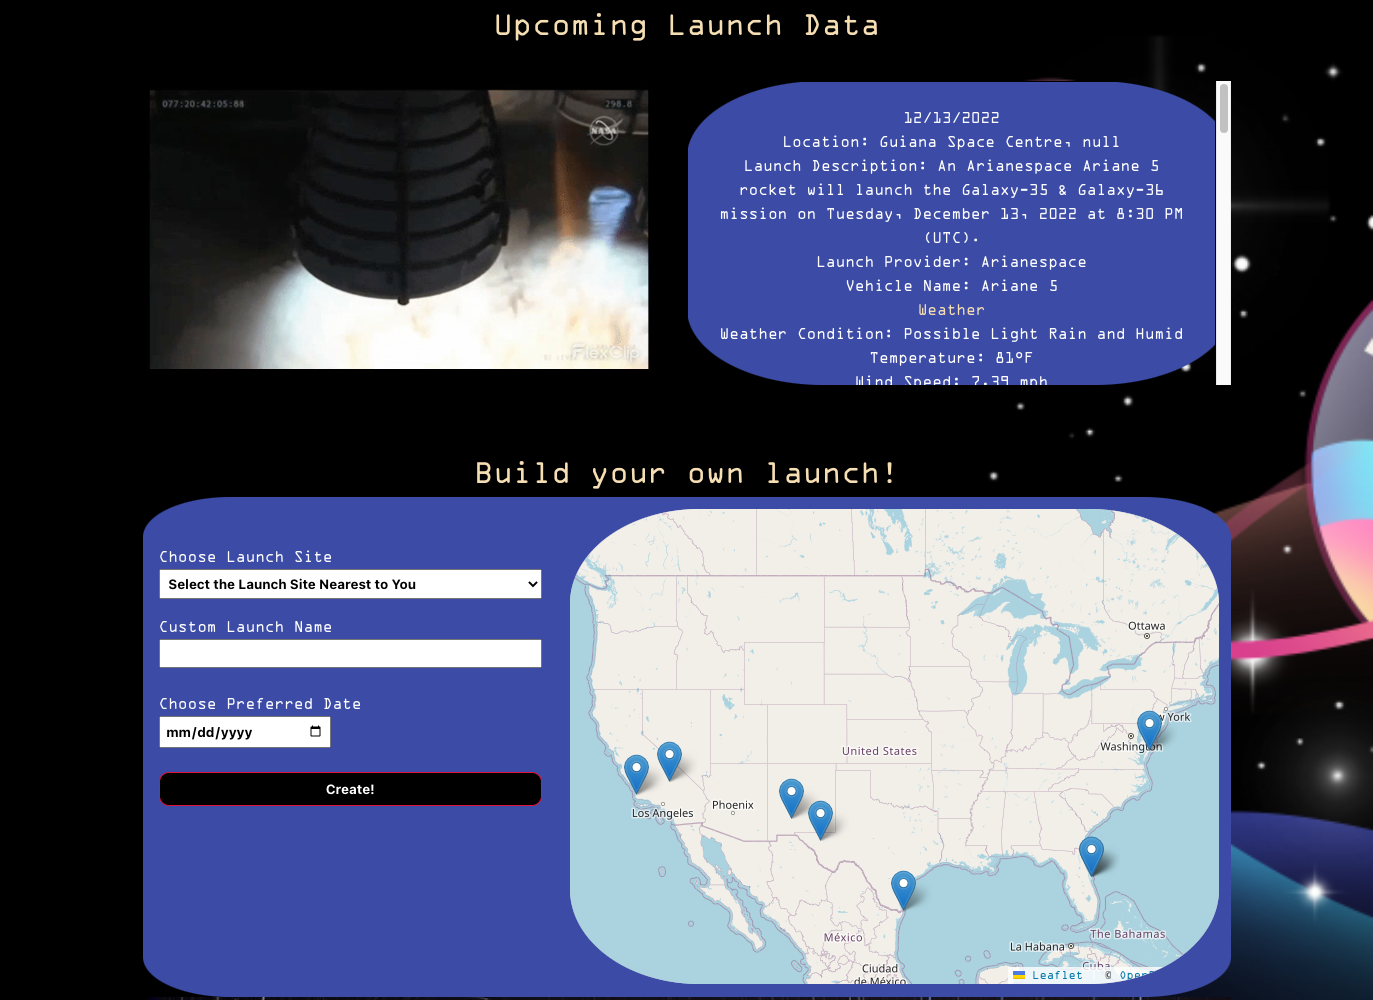 Upcoming Launch Data
077:20:42:05:88
298.8
NASA
FlexClip
12/13/2022
Location: Guiana Space Centre, null
Launch Description: An Arianespace Ariane 5
rocket will launch the Galaxy-35 & Galaxy-36
mission on Tuesday, December 13, 2022 at 8:30 PM
(UTC).
Launch Provider: Arianespace
Vehicle Name: Ariane 5
Weather
Weather Condition: Possible Light Rain and Humid
Temperature: 81°F
Wind Speed: 7.39 mph
Build your own launch!
Choose Launch Site
Select the Launch Site Nearest to You
Custom Launch Name
Choose Preferred Date
mm/dd/yyyy
Create!
Ottawa
York
Washington
United States
Los Angeles
Phoenix
México
Ciudad
de México
La Habana
The Bahamas
Cuba
Leaflet ©